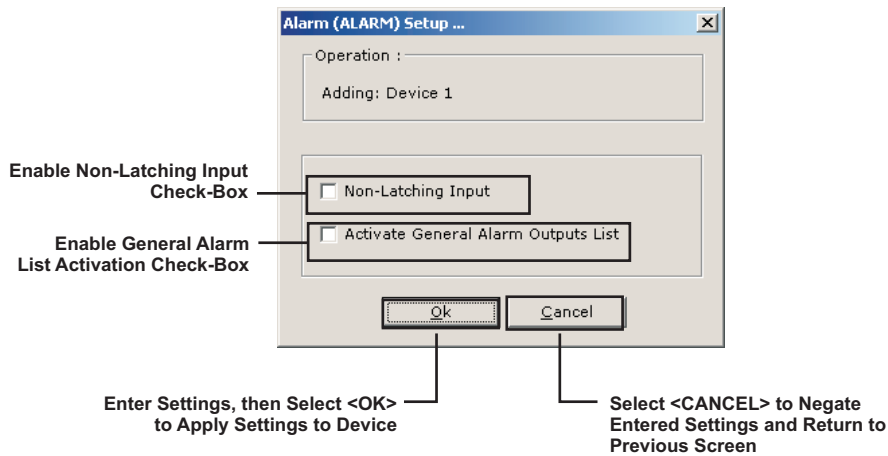 Alarm (ALARM) Setup ...
Operation :
Adding: Device 1
Enable Non-Latching Input
Check-Box
Non-Latching Input
Enable General Alarm
List Activation Check-Box
Activate General Alarm Outputs List
Ok
Cancel
Enter Settings, then Select <OK>
to Apply Settings to Device
Select <CANCEL> to Negate
Entered Settings and Return to
Previous Screen